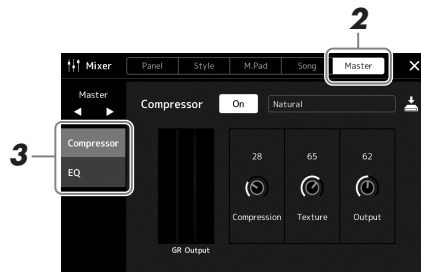 2
Mixer Panel Style M.Pad Song Master
Master
Compressor On Natural
3
Compressor
EQ
28 65 62
Compression Texture Output
GR Output